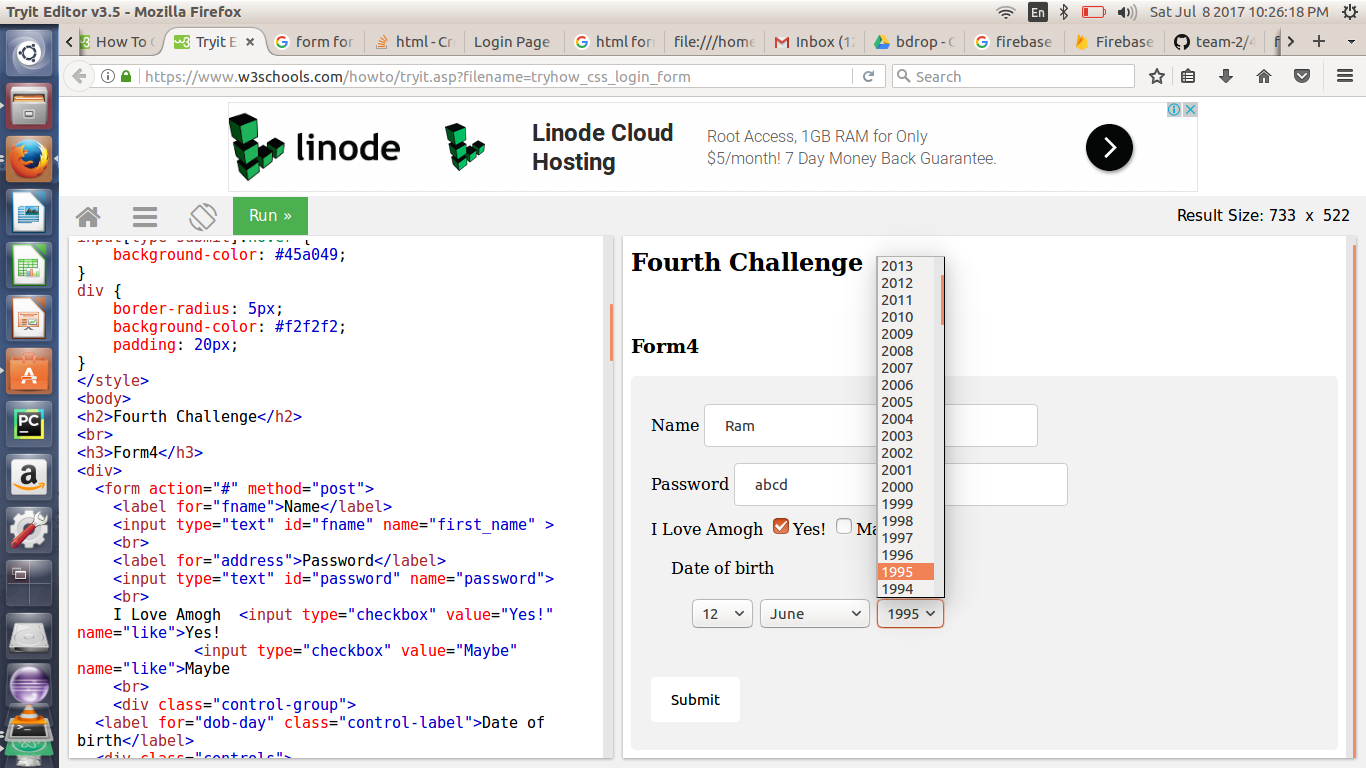 Tryit Editor v3.5 - Mozilla Firefox
En
Sat Jul 8 2017 10:26:18 PM
How To C
Tryit E
form for
html - Cr
Login Page
html form
file:///home
Inbox (12
bdrop - C
firebase
Firebase
team-2/4
https://www.w3schools.com/howto/tryit.asp?filename=tryhow_css_login_form
Search
linode
Linode Cloud
Hosting
Root Access, 1GB RAM for Only
$5/month! 7 Day Money Back Guarantee.
Run »
Result Size: 733 x 522
background-color: #45a049;
}
div {
border-radius: 5px;
background-color: #f2f2f2;
padding: 20px;
}
</style>
<body>
<h2>Fourth Challenge</h2>
<br>
<h3>Form4</h3>
<div>
<form action="#" method="post">
<label for="fname">Name</label>
<input type="text" id="fname" name="first_name" >
<br>
<label for="address">Password</label>
<input type="text" id="password" name="password">
<br>
I Love Amogh <input type="checkbox" value="Yes!"
name="like">Yes!
<input type="checkbox" value="Maybe"
name="like">Maybe
<br>
<div class="control-group">
<label for="dob-day" class="control-label">Date of
birth</label>
<div class="controls">
Fourth Challenge
Form4
Name
Ram
Password
abcd
I Love Amogh
Yes!
Ma
Date of birth
12
June
1995
2013
2012
2011
2010
2009
2008
2007
2006
2005
2004
2003
2002
2001
2000
1999
1998
1997
1996
1995
1994
Submit
PC
a